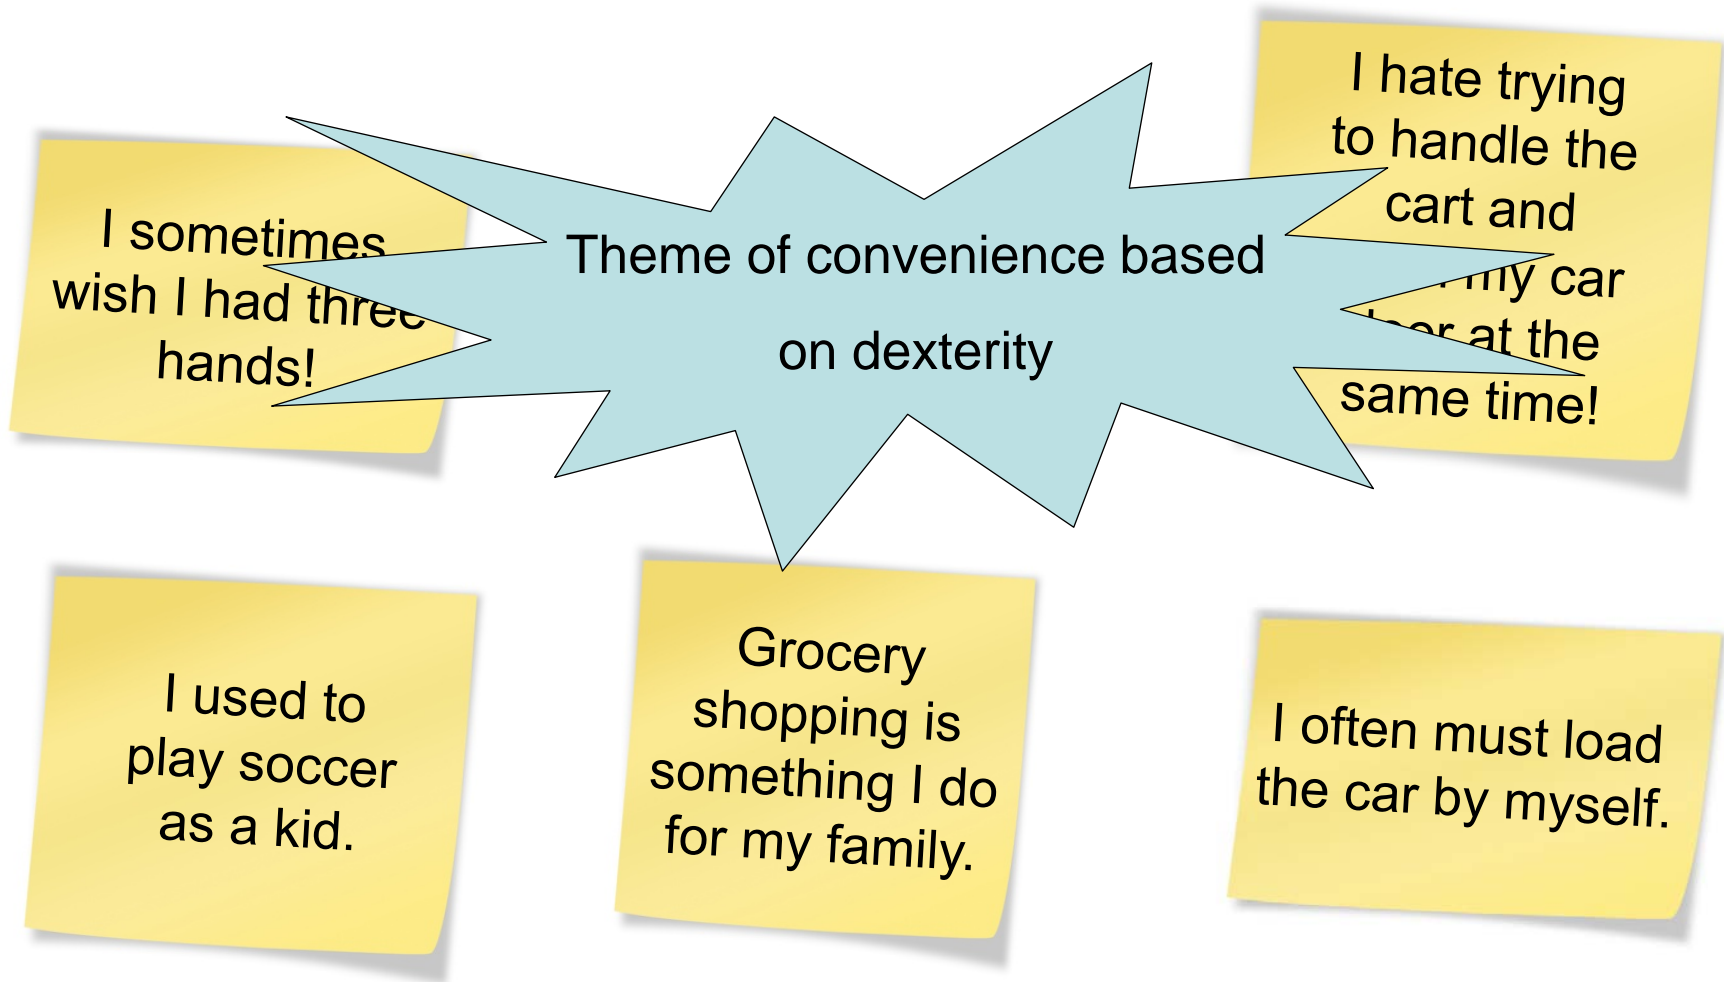 I sometimes
wish I had three
hands!
Theme of convenience based
on dexterity
I hate trying
to handle the
cart and
my car
at the
same time!
I used to
play soccer
as a kid.
Grocery
shopping is
something I do
for my family.
I often must load
the car by myself.